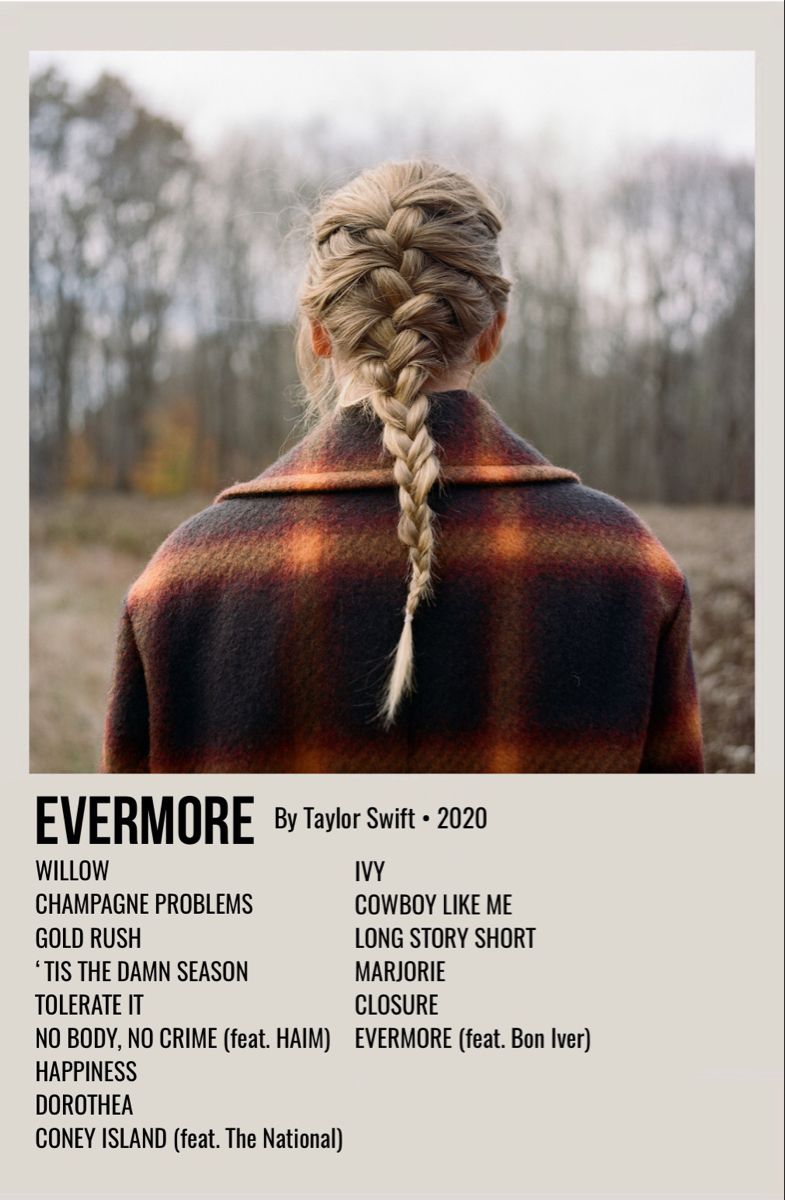 EVERMORE By Taylor Swift • 2020
WILLOW
CHAMPAGNE PROBLEMS
GOLD RUSH
‘TIS THE DAMN SEASON
TOLERATE IT
NO BODY, NO CRIME (feat. HAIM)
HAPPINESS
DOROTHEA
CONEY ISLAND (feat. The National)
IVY
COWBOY LIKE ME
LONG STORY SHORT
MARJORIE
CLOSURE
EVERMORE (feat. Bon Iver)